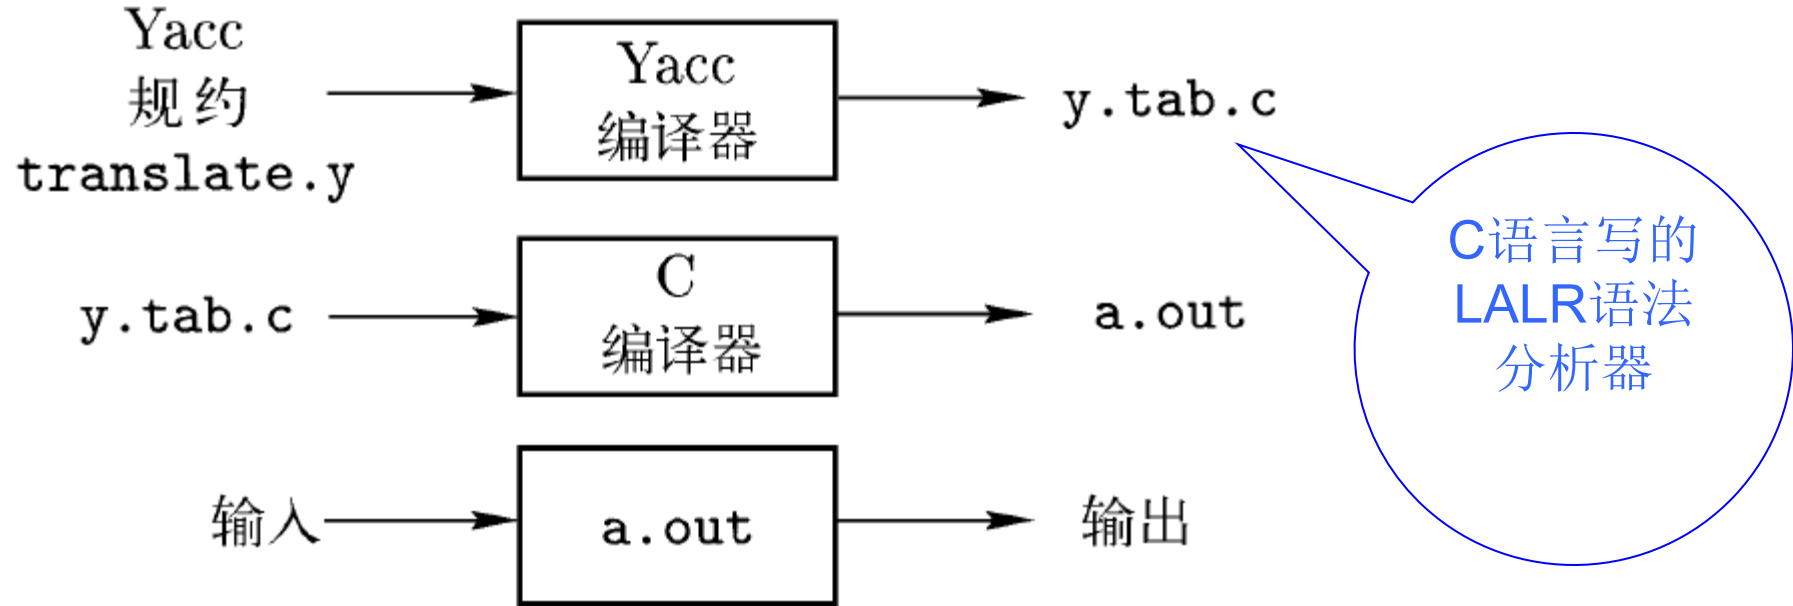 Yacc
规约
translate.y
Yacc
编译器
y.tab.c
y.tab.c
C
编译器
a.out
C语言写的
LALR语法
分析器
输入
a.out
输出